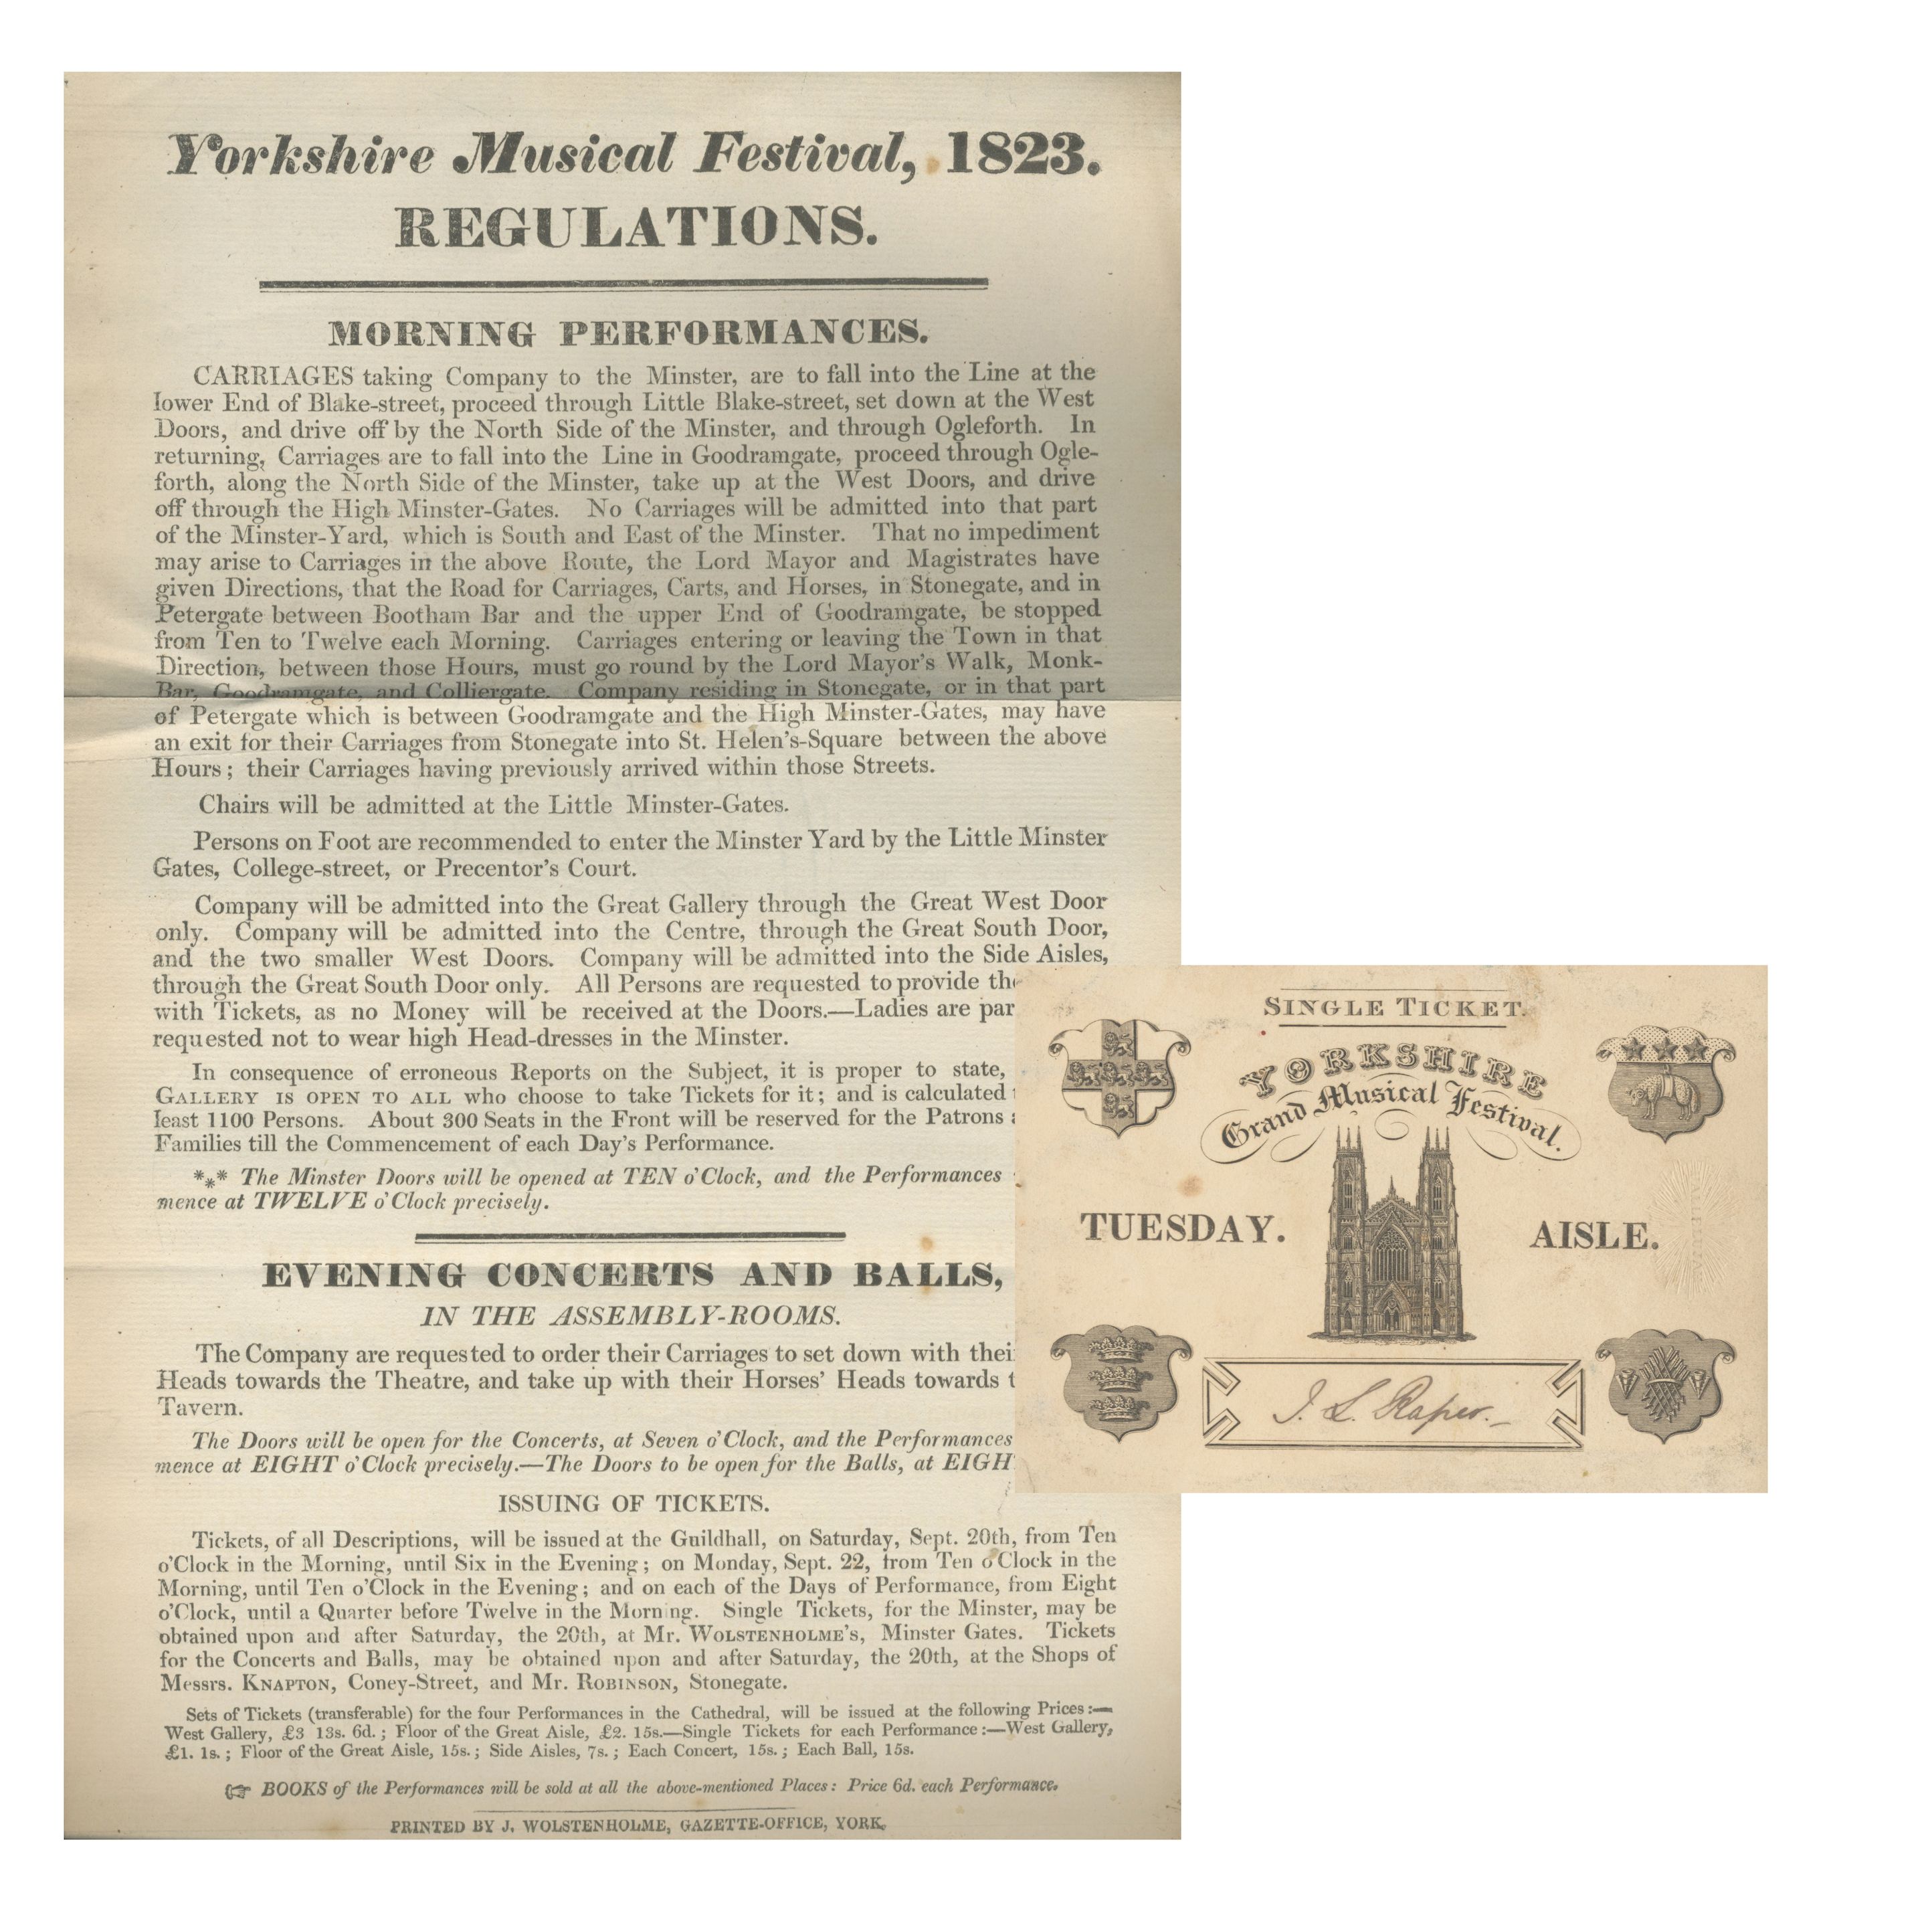 Yorkshire Musical Festival, 1823.
REGULATIONS.
MORNING PERFORMANCES.
CARRIAGES taking Company to the Minster, are to fall into the Line at the
lower End of Blake-street, proceed through Little Blake-street, set down at the West
Doors, and drive off by the North Side of the Minster, and through Ogleforth. In
returning, Carriages are to fall into the Line in Goodramgate, proceed through Ogle-
forth, along the North Side of the Minster, take up at the West Doors, and drive
off through the High Minster-Gates. No Carriages will be admitted into that part
of the Minster-Yard, which is South and East of the Minster. That no impediment
may arise to Carriages in the above Route, the Lord Mayor and Magistrates have
given Directions, that the Road for Carriages, Carts, and Horses, in Stonegate, and in
Petergate between Bootham Bar and the upper End of Goodramgate, be stopped
from Ten to Twelve each Morning. Carriages entering or leaving the Town in that
Direction, between those Hours, must go round by the Lord Mayor's Walk, Monk-
Bar, Goodramgate, and Colliergate. Company residing in Stonegate, or in that part
of Petergate which is between Goodramgate and the High Minster-Gates, may have
an exit for their Carriages from Stonegate into St. Helen's-Square between the above
Hours; their Carriages having previously arrived within those Streets.
Chairs will be admitted at the Little Minster-Gates.
Persons on Foot are recommended to enter the Minster Yard by the Little Minster
Gates, College-street, or Precentor's Court.
Company will be admitted into the Great Gallery through the Great West Door
only. Company will be admitted into the Centre, through the Great South Door,
and the two smaller West Doors. Company will be admitted into the Side Aisles,
through the Great South Door only. All Persons are requested to provide
with Tickets, as no Money will be received at the Doors.—Ladies are par
requested not to wear high Head-dresses in the Minster.
In consequence of erroneous Reports on the Subject, it is proper to state,
GALLERY IS OPEN TO ALL who choose to take Tickets for it; and is calculated
least 1100 Persons. About 300 Seats in the Front will be reserved for the Patrons
Families till the Commencement of each Day's Performance.
*** The Minster Doors will be opened at TEN o'Clock, and the Performances
mence at TWELVE o'Clock precisely.
EVENING CONCERTS AND BALLS,
IN THE ASSEMBLY-ROOMS.
The Company are requested to order their Carriages to set down with thei
Heads towards the Theatre, and take up with their Horses' Heads towards
Tavern.
The Doors will be open for the Concerts, at Seven o'Clock, and the Performances
mence at EIGHT o'Clock precisely.—The Doors to be open for the Balls, at EIGH
ISSUING OF TICKETS.
Tickets, of all Descriptions, will be issued at the Guildhall, on Saturday, Sept. 20th, from Ten
o'Clock in the Morning, until Six in the Evening; on Monday, Sept. 22, from Ten o'Clock in the
Morning, until Ten o'Clock in the Evening; and on each of the Days of Performance, from Eight
o'Clock, until a Quarter before Twelve in the Morning. Single Tickets, for the Minster, may be
obtained upon and after Saturday, the 20th, at Mr. WOLSTENHOLME'S, Minster Gates. Tickets
for the Concerts and Balls, may be obtained upon and after Saturday, the 20th, at the Shops of
Messrs. KNAPTON, Coney-Street, and Mr. ROBINSON, Stonegate.
Sets of Tickets (transferable) for the four Performances in the Cathedral, will be issued at the following Prices:—
West Gallery, £3 13s. 6d.; Floor of the Great Aisle, £2. 15s.—Single Tickets for each Performance:—West Gallery,
£1. 1s.; Floor of the Great Aisle, 15s.; Side Aisles, 7s.; Each Concert, 15s.; Each Ball, 15s.
☞ BOOKS of the Performances will be sold at all the above-mentioned Places: Price 6d. each Performance.
PRINTED BY J. WOLSTENHOLME, GAZETTE-OFFICE, YORK.
SINGLE TICKET.
YORKSHIRE
Grand Musical Festival.
TUESDAY.
AISLE.
J. L. Raper.